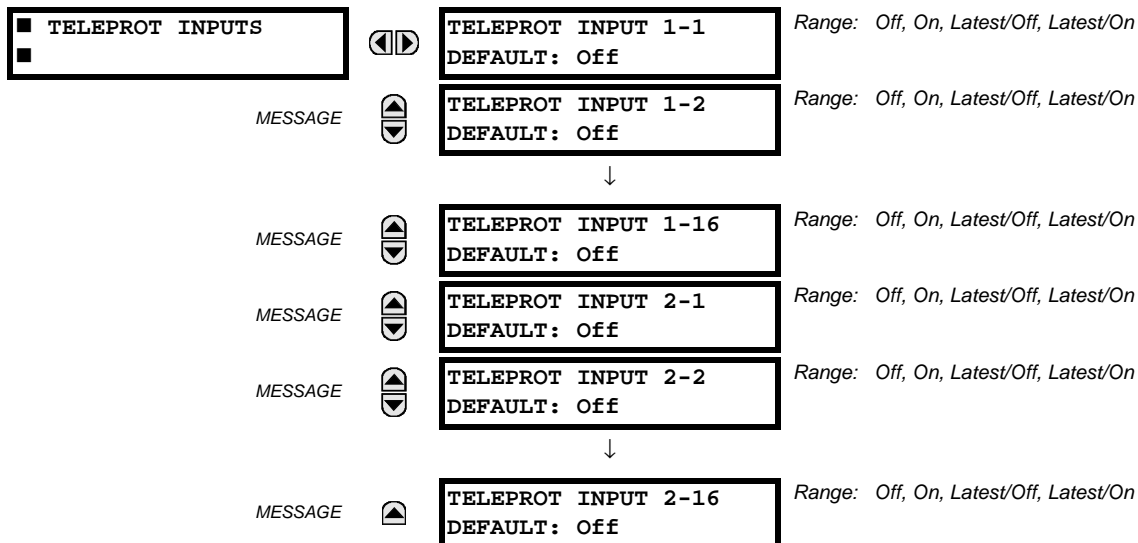 ■ TELEPROT INPUTS
■
TELEPROT INPUT 1-1
DEFAULT: Off
Range: Off, On, Latest/Off, Latest/On
MESSAGE
TELEPROT INPUT 1-2
DEFAULT: Off
Range: Off, On, Latest/Off, Latest/On
↓
MESSAGE
TELEPROT INPUT 1-16
DEFAULT: Off
Range: Off, On, Latest/Off, Latest/On
MESSAGE
TELEPROT INPUT 2-1
DEFAULT: Off
Range: Off, On, Latest/Off, Latest/On
MESSAGE
TELEPROT INPUT 2-2
DEFAULT: Off
Range: Off, On, Latest/Off, Latest/On
↓
MESSAGE
TELEPROT INPUT 2-16
DEFAULT: Off
Range: Off, On, Latest/Off, Latest/On